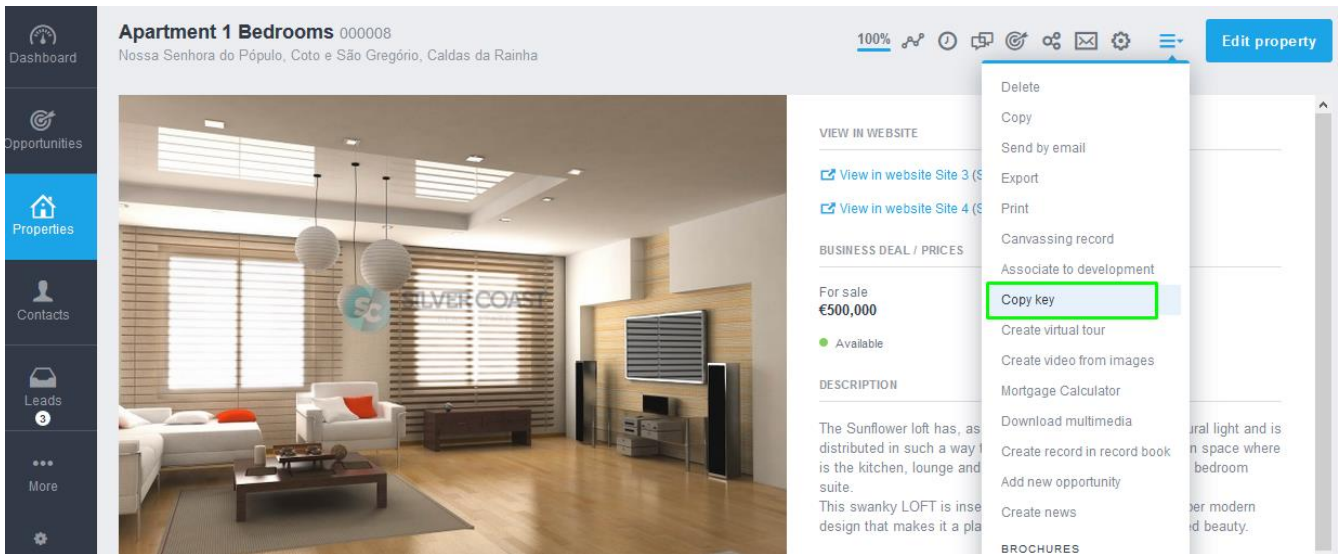 Dashboard
Opportunities
Properties
Contacts
Leads
3
More
Apartment 1 Bedrooms 000008
Nossa Senhora do Pópulo, Coto e São Gregório, Caldas da Rainha
100%
Edit property
SILVER COAST
VIEW IN WEBSITE
View in website Site 3 (S
View in website Site 4 (S
BUSINESS DEAL / PRICES
For sale
€500,000
Available
DESCRIPTION
The Sunflower loft has, as ural light and is
distributed in such a way n space where
is the kitchen, lounge and bedroom
suite.
This swanky LOFT is inse per modern
design that makes it a pla ed beauty.
Delete
Copy
Send by email
Export
Print
Canvassing record
Associate to development
Copy key
Create virtual tour
Create video from images
Mortgage Calculator
Download multimedia
Create record in record book
Add new opportunity
Create news
BROCHURES